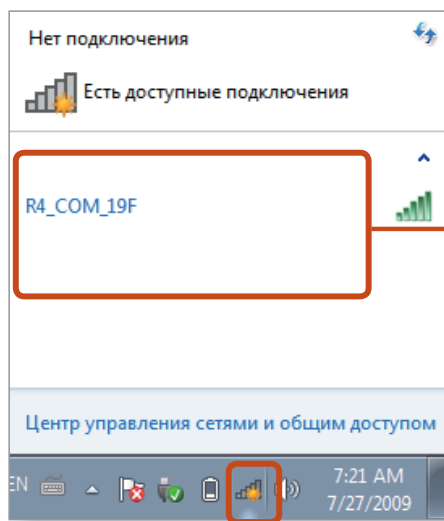 Нет подключения
Есть доступные подключения
R4_COM_19F
Центр управления сетями и общим доступом
EN
7:21 AM
7/27/2009